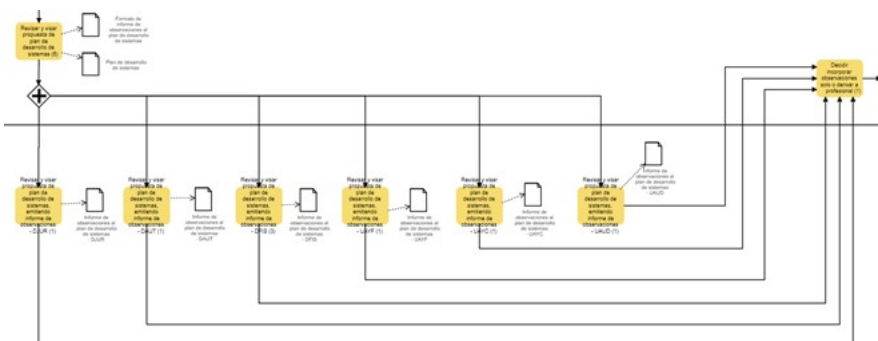 Revisar y visar
propuesta de
plan de
desarrollo de
sistemas (6)
Formato de
informe de
observaciones al
plan de desarrollo
de sistemas
Plan de desarrollo
de sistemas
Decidir
incorporar
observaciones
solo o derivar a
profesional (1)
Revisar y visar
propuesta de
plan de
desarrollo de
sistemas,
emitiendo
informe de
observaciones
- DJUR (1)
Informe de
observaciones al
plan de desarrollo
de sistemas
- DJUR
Revisar y visar
propuesta de
plan de
desarrollo de
sistemas,
emitiendo
informe de
observaciones
- DAUT (1)
Informe de
observaciones al
plan de desarrollo
de sistemas
- DAUT
Revisar y visar
propuesta de
plan de
desarrollo de
sistemas,
emitiendo
informe de
observaciones
- DFIS (3)
Informe de
observaciones al
plan de desarrollo
de sistemas
- DFIS
Revisar y visar
propuesta de
plan de
desarrollo de
sistemas,
emitiendo
informe de
observaciones
Informe de
observaciones al
plan de desarrollo
de sistemas
Revisar y visar
propuesta de
plan de
desarrollo de
sistemas,
emitiendo
informe de
observaciones
Informe de
observaciones al
plan de desarrollo
de sistemas
Revisar y visar
propuesta de
plan de
desarrollo de
sistemas,
emitiendo
informe de
observaciones
- UAUD (1)
Informe de
observaciones al
plan de desarrollo
de sistemas
- UAUD